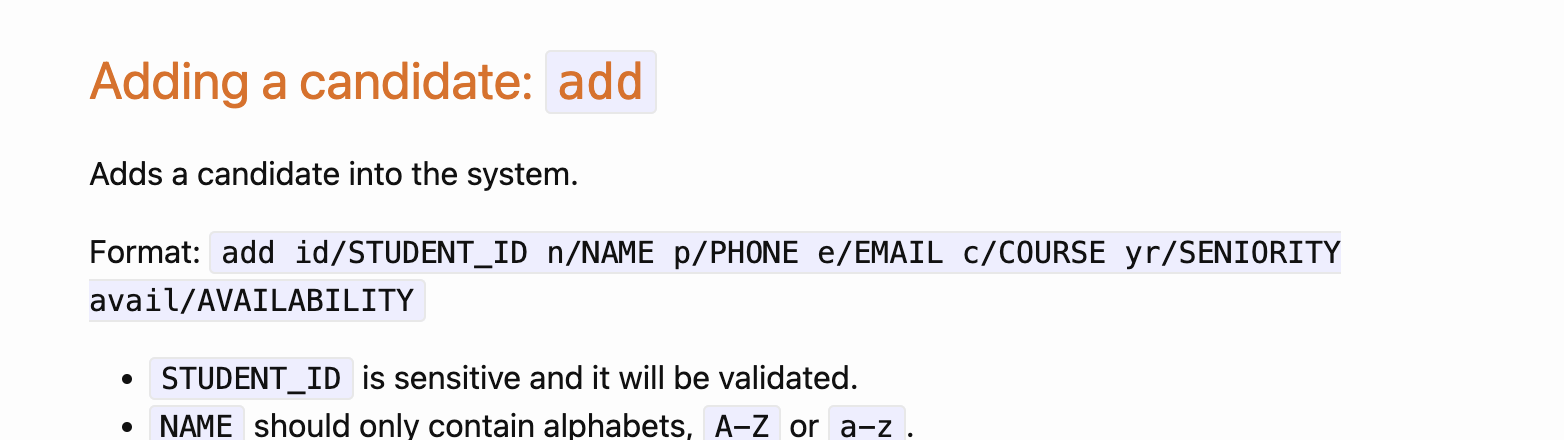 Adding a candidate: add
Adds a candidate into the system.
Format: add id/STUDENT_ID n/NAME p/PHONE e/EMAIL c/COURSE yr/SENIORITY
avail/AVAILABILITY
• STUDENT_ID is sensitive and it will be validated.
• NAME should only contain alphabets, A-Z or a-z.